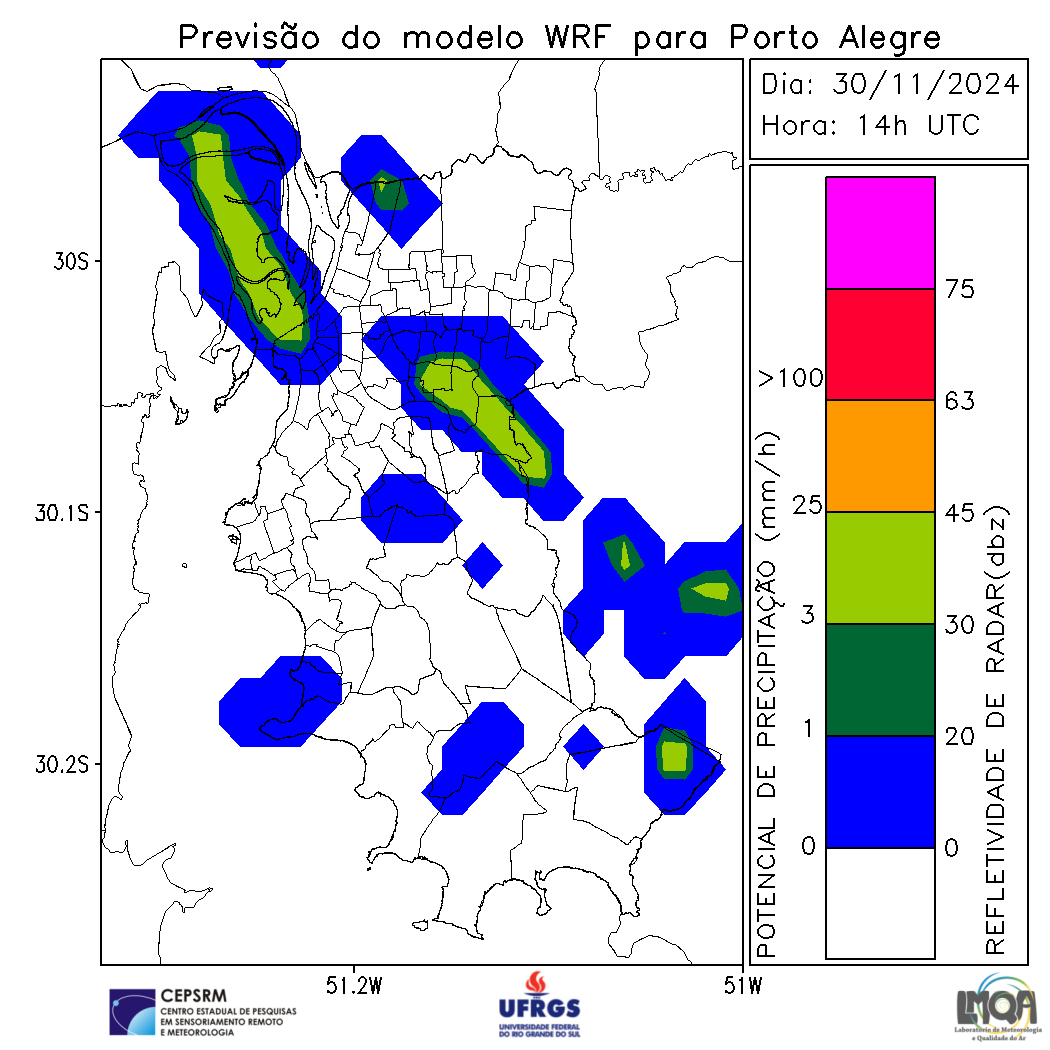 Previsão do modelo WRF para Porto Alegre
Dia: 30/11/2024
Hora: 14h UTC
30S
30.1S
30.2S
51.2W
51W
POTENCIAL DE PRECIPITAÇÃO (mm/h)
>100
25
3
1
0
75
63
45
30
20
0
REFLETIVIDADE DE RADAR(dbz)
CEPSRM
CENTRO ESTADUAL DE PESQUISAS
EM SENSORIAMENTO REMOTO
E METEOROLOGIA
UFRGS
UNIVERSIDADE FEDERAL
DO RIO GRANDE DO SUL
LMQA
Laboratório de Meteorologia
e Qualidade do Ar